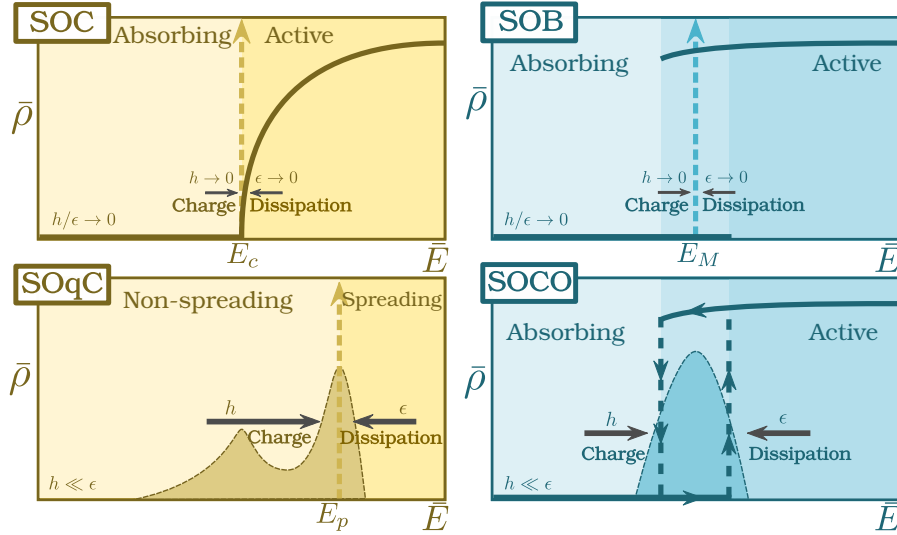 SOC
Absorbing Active
ρ̄
h → 0 ϵ → 0
Charge Dissipation
h/ϵ → 0
E_c
Ē
SOB
Absorbing
Active
ρ̄
h → 0 ϵ → 0
Charge Dissipation
h/ϵ → 0
E_M
Ē
SOqC
Non-spreading Spreading
ρ̄
h
ϵ
Charge Dissipation
h ≪ ϵ
E_p
Ē
SOCO
Absorbing
Active
ρ̄
h
ϵ
Charge
Dissipation
h ≪ ϵ
Ē